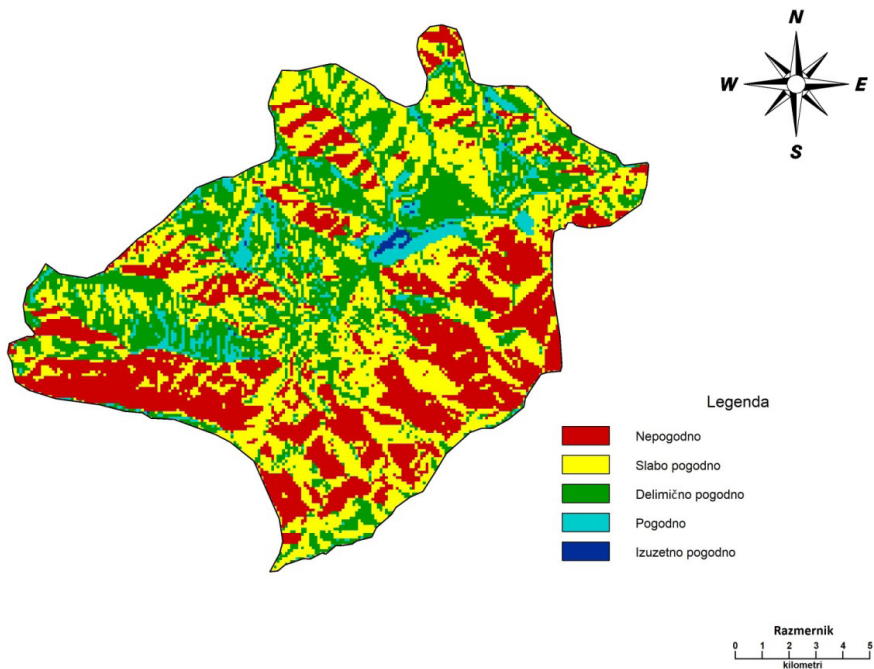 N
W E
S
Legenda
Nepogodno
Slabo pogodno
Delimično pogodno
Pogodno
Izuzetno pogodno
Razmernik
0 1 2 3 4 5
kilometri